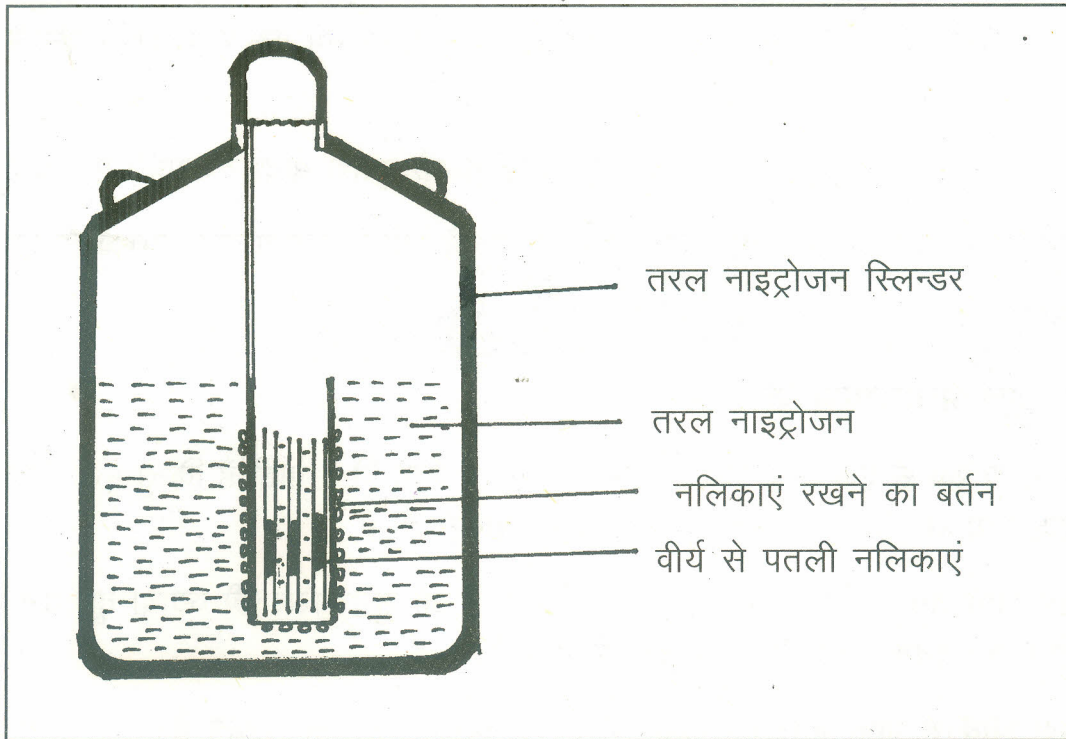 तरल नाइट्रोजन स्लिन्डर
तरल नाइट्रोजन
नलिकाएं रखने का बर्तन
वीर्य से पतली नलिकाएं